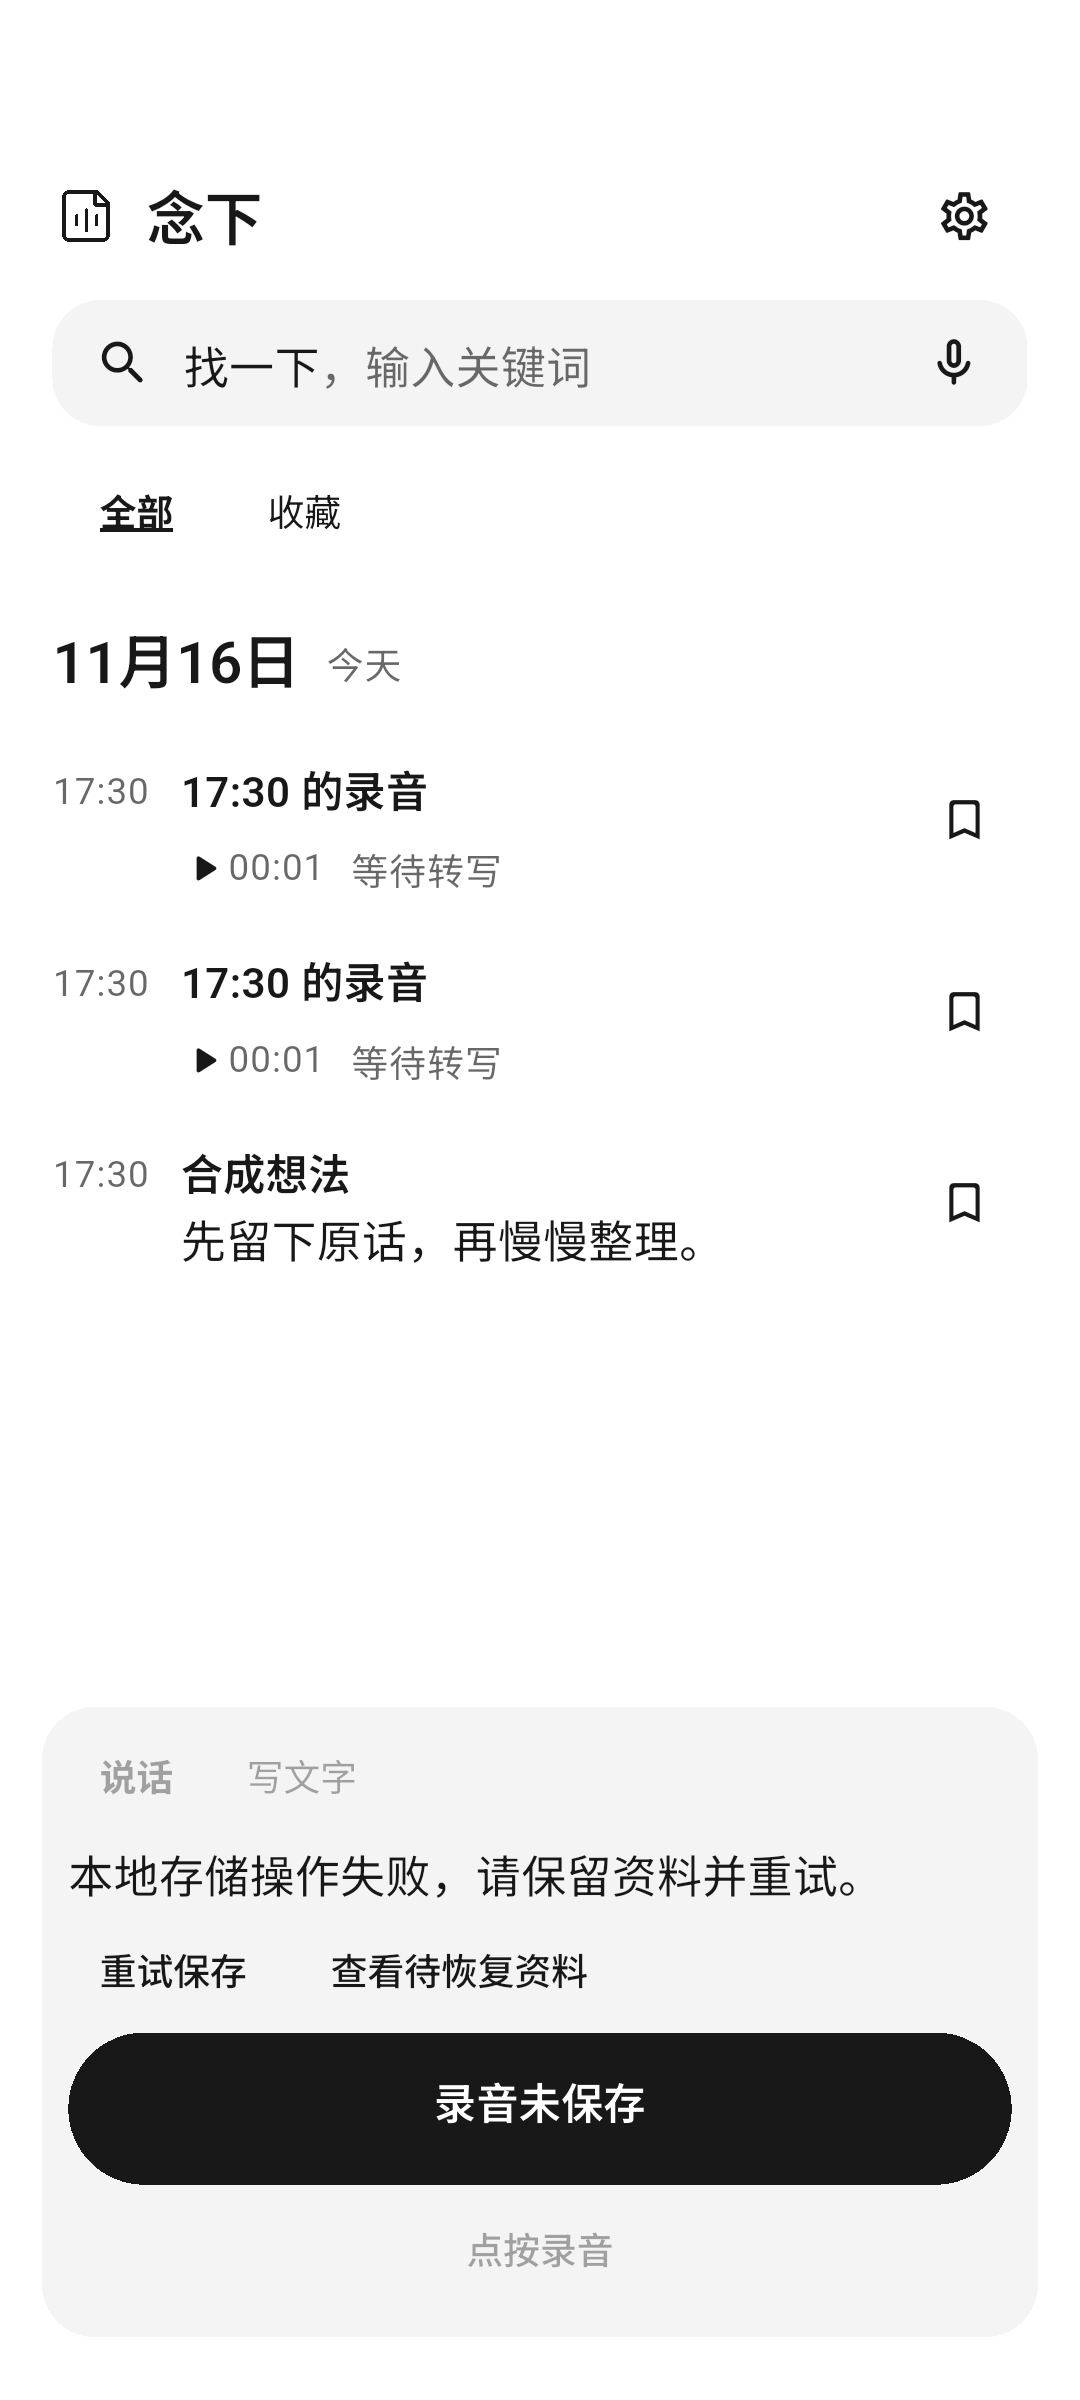 念下
找一下，输入关键词
全部 收藏
11月16日 今天
17:30 17:30 的录音
00:01 等待转写
17:30 17:30 的录音
00:01 等待转写
17:30 合成想法
先留下原话，再慢慢整理。
说话 写文字
本地存储操作失败，请保留资料并重试。
重试保存 查看待恢复资料
录音未保存
点按录音